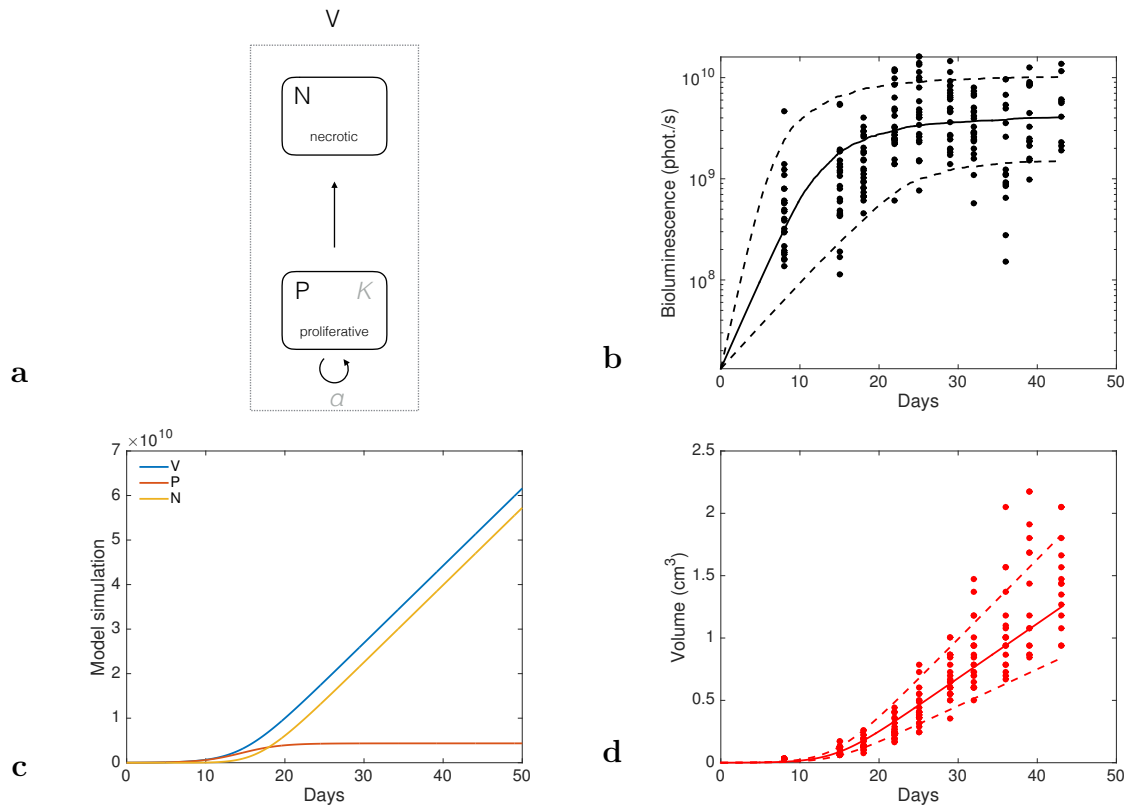 V
N
necrotic
P K
proliferative
α
a
10^10
10^9
10^8
Bioluminescence (phot./s)
0 10 20 30 40 50
Days
b
×10^10
7
6
5
4
3
2
1
0
Model simulation
V
P
N
0 10 20 30 40 50
Days
c
2.5
2
1.5
1
0.5
0
Volume (cm^3)
0 10 20 30 40 50
Days
d